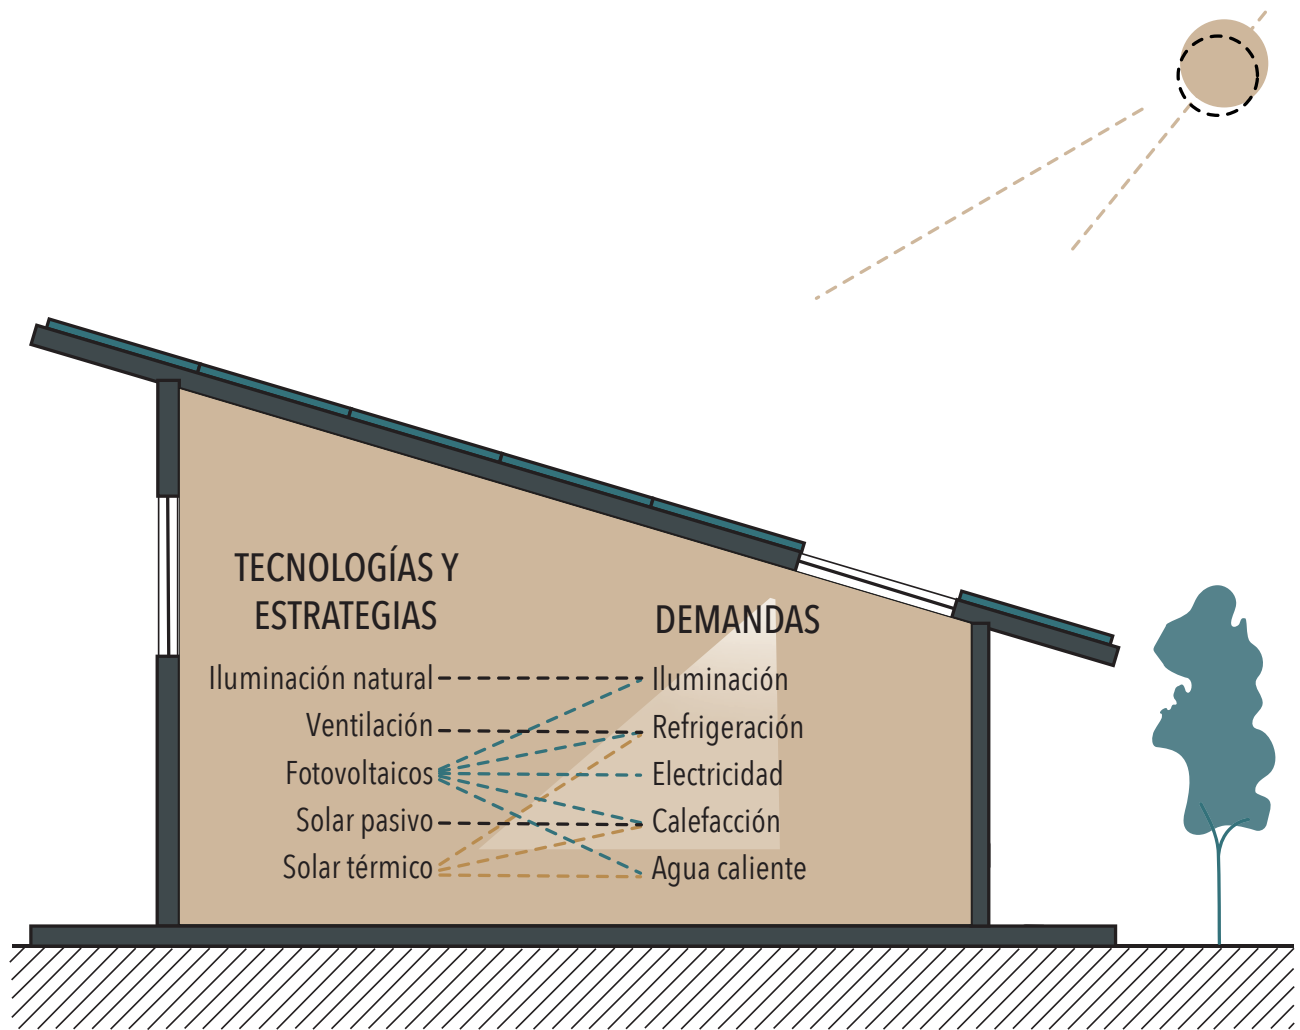 TECNOLOGÍAS Y
ESTRATEGIAS
Iluminación natural
Ventilación
Fotovoltaicos
Solar pasivo
Solar térmico
DEMANDAS
Iluminación
Refrigeración
Electricidad
Calefacción
Agua caliente